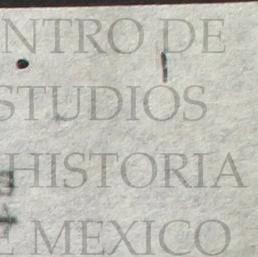 NTRO DE
STUDIOS
HISTORIA
E MEXICO